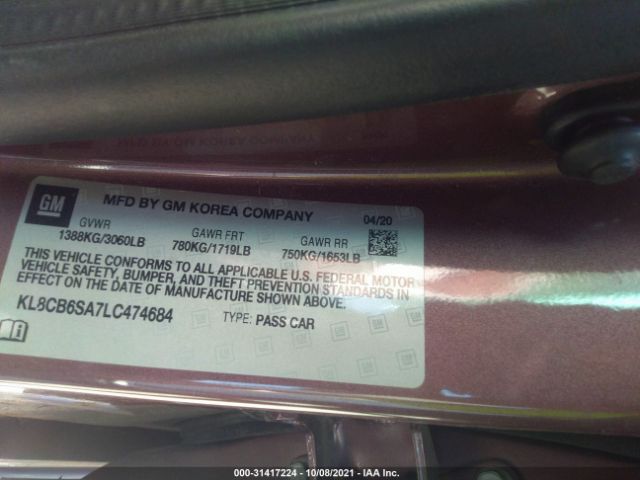 GM
MFD BY GM KOREA COMPANY
04/20
GVWR GAWR FRT GAWR RR
1388KG/3060LB 780KG/1719LB 750KG/1653LB
THIS VEHICLE CONFORMS TO ALL APPLICABLE U.S. FEDERAL MOTOR
VEHICLE SAFETY, BUMPER, AND THEFT PREVENTION STANDARDS IN
EFFECT ON THE DATE OF MANUFACTURE SHOWN ABOVE.
KL8CB6SA7LC474684 TYPE: PASS CAR
000-31417224 - 10/08/2021 - IAA Inc.